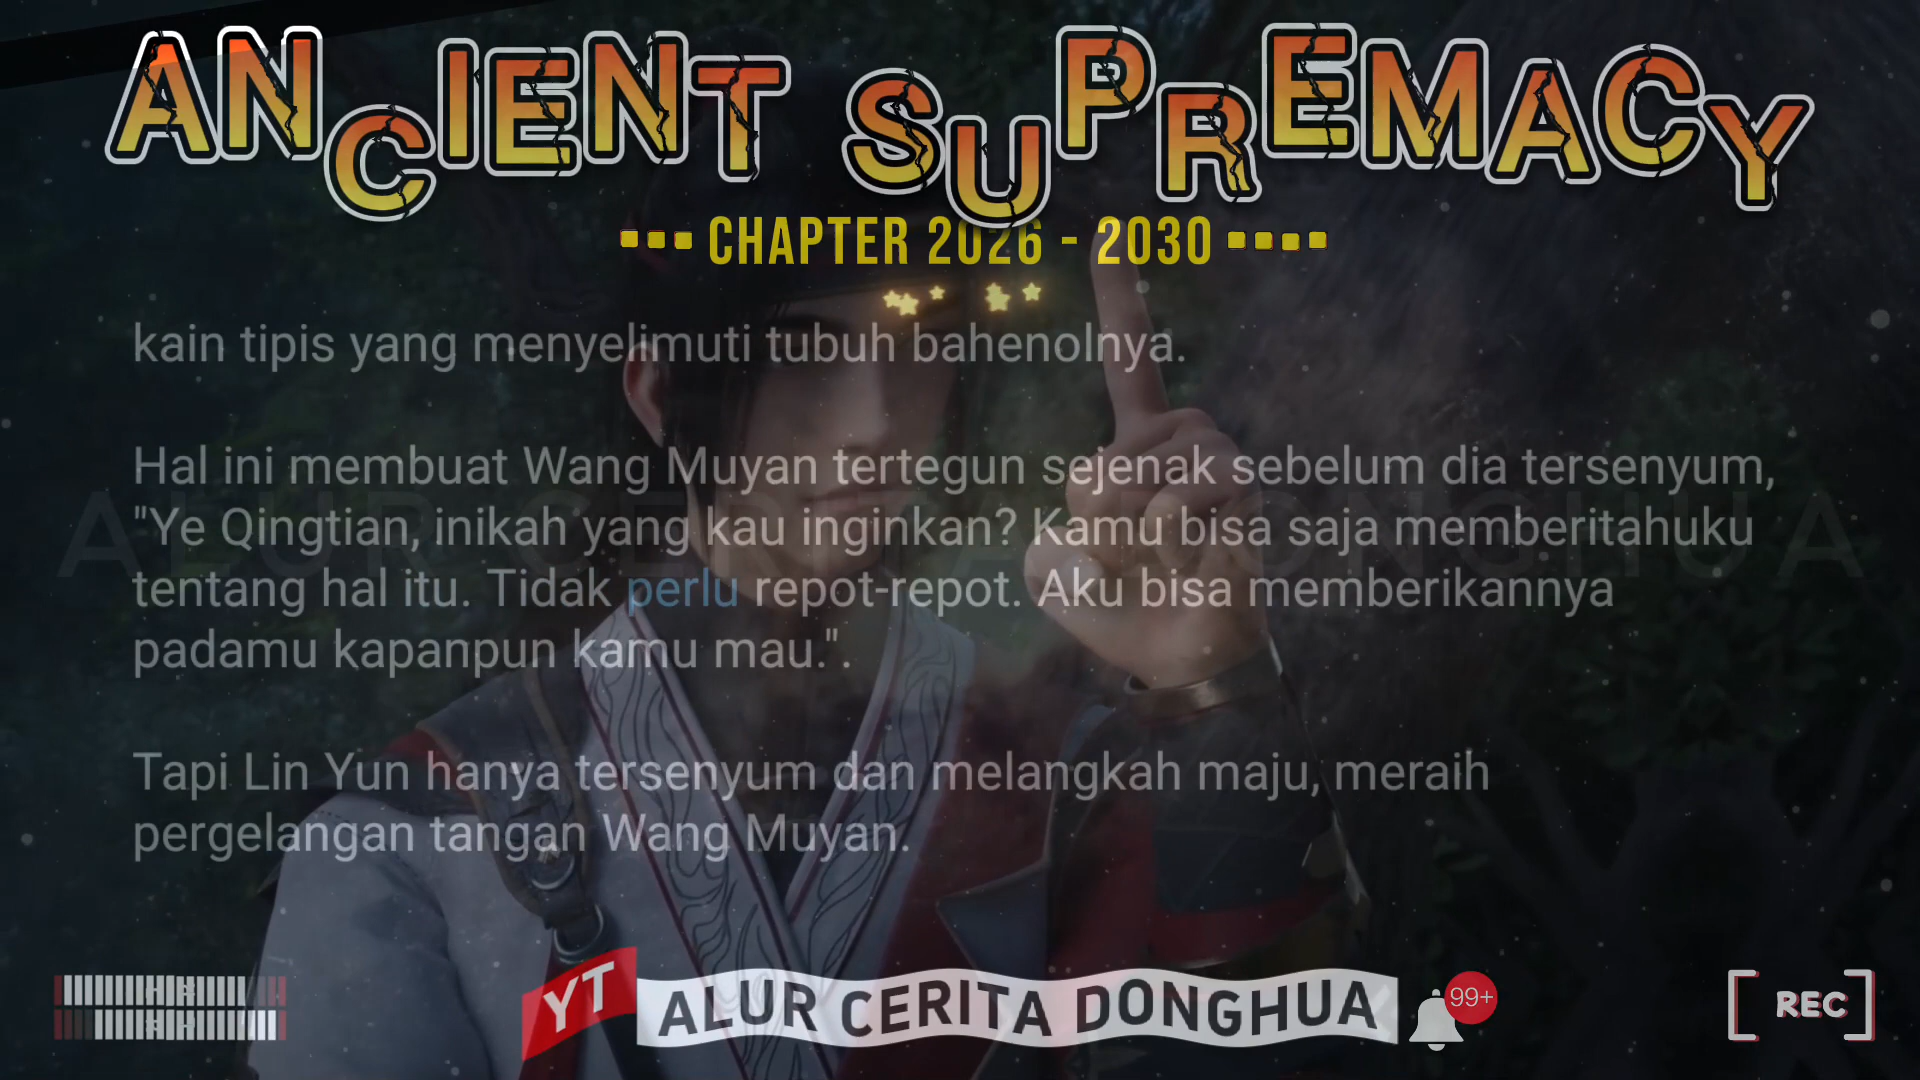 ANCIENT SUPREMACY
CHAPTER 2026 - 2030
kain tipis yang menyelimuti tubuh bahenolnya.
Hal ini membuat Wang Muyan tertegun sejenak sebelum dia tersenyum,
"Ye Qingtian, inikah yang kau inginkan? Kamu bisa saja memberitahuku
tentang hal itu. Tidak perlu repot-repot. Aku bisa memberikannya
padamu kapanpun kamu mau.".
Tapi Lin Yun hanya tersenyum dan melangkah maju, meraih
pergelangan tangan Wang Muyan.
ALUR CERITA DONGHUA
YT ALUR CERITA DONGHUA 99+
REC